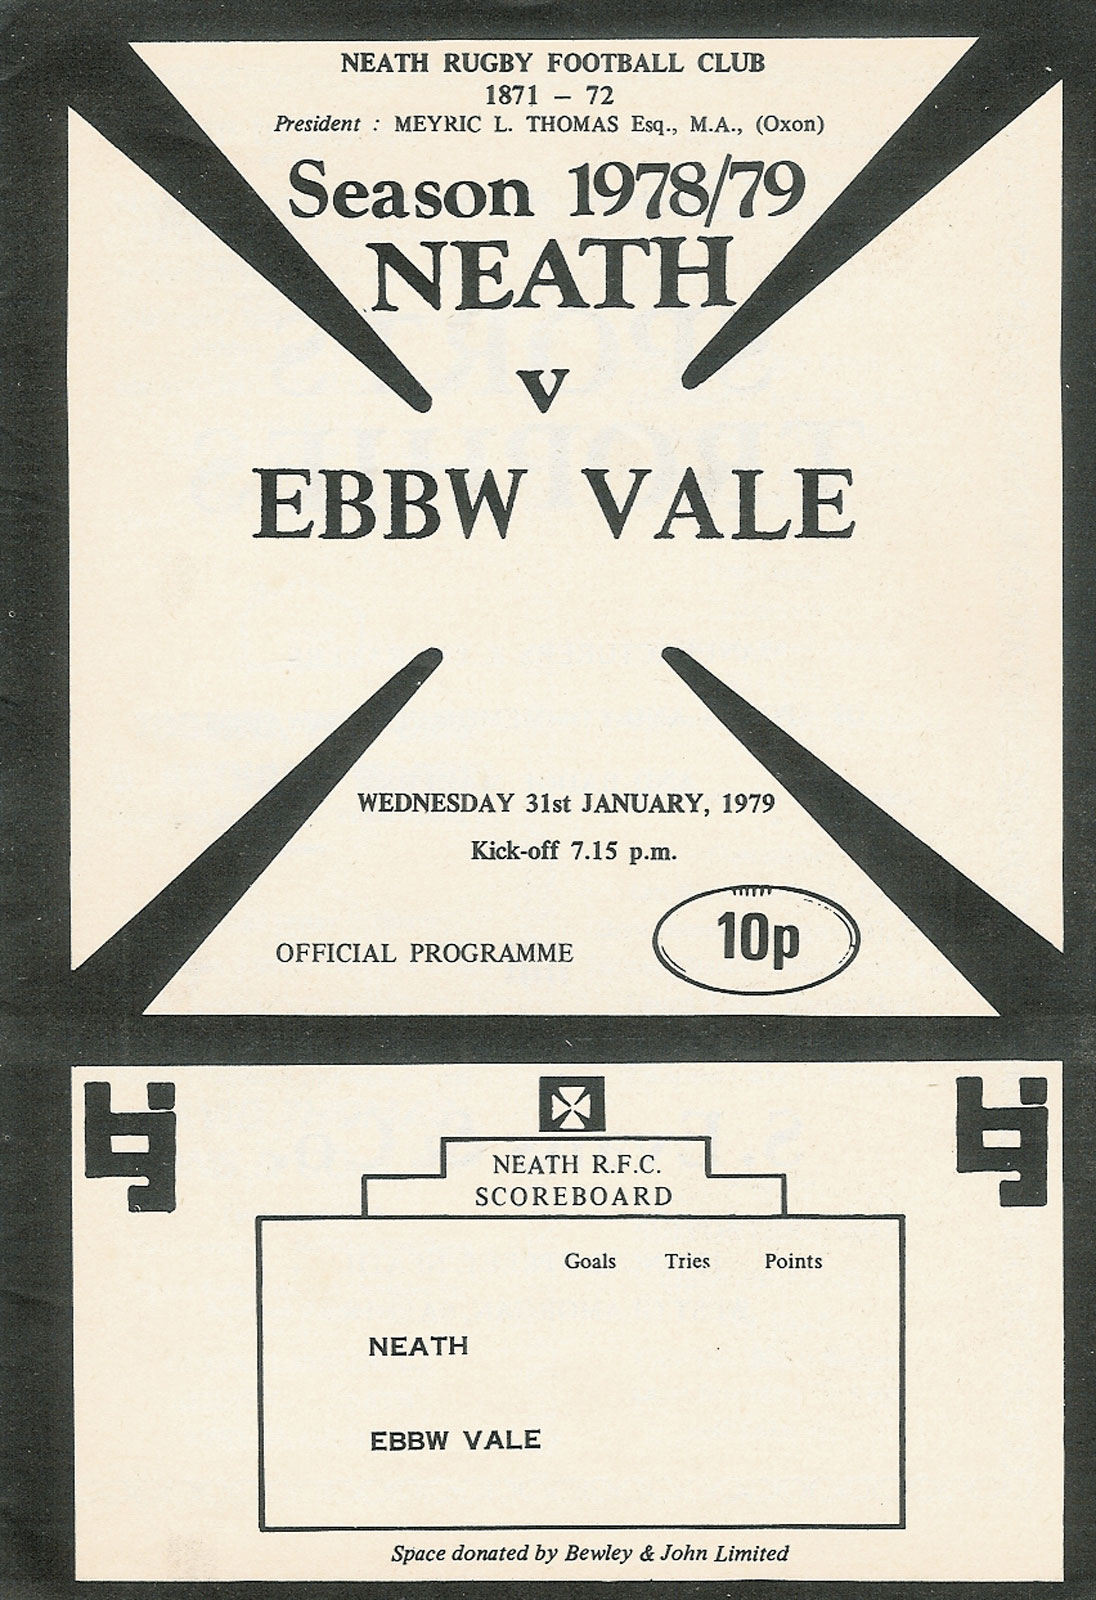 NEATH RUGBY FOOTBALL CLUB
1871 – 72
President : MEYRIC L. THOMAS Esq., M.A., (Oxon)
Season 1978/79
NEATH
v
EBBW VALE
WEDNESDAY 31st JANUARY, 1979
Kick-off 7.15 p.m.
OFFICIAL PROGRAMME
10p
bj bj
NEATH R.F.C.
SCOREBOARD
Goals Tries Points
NEATH
EBBW VALE
Space donated by Bewley & John Limited